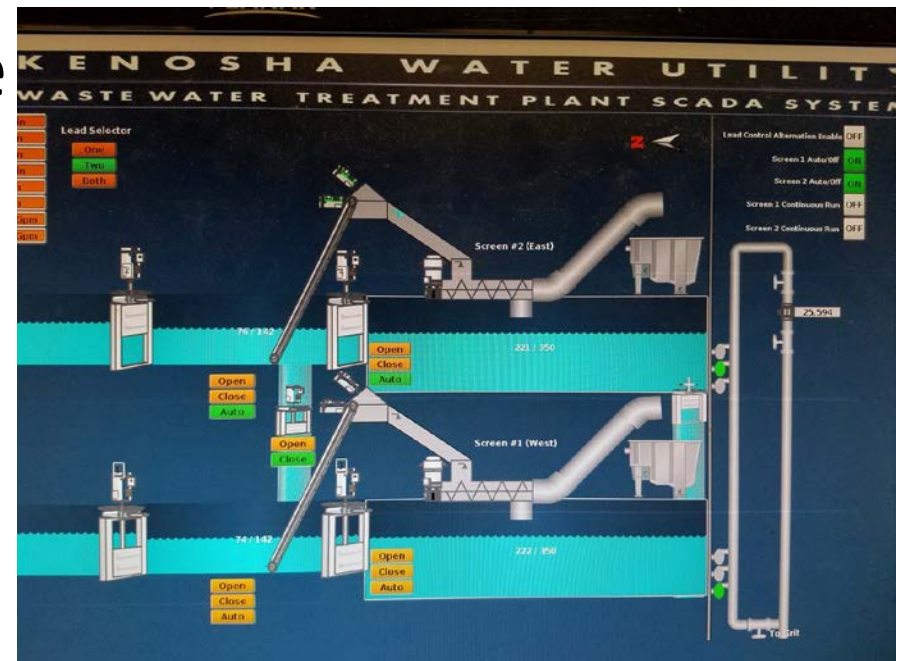 KENOSHA WATER UTILITY
WASTE WATER TREATMENT PLANT SCADA SYSTEM
Lead Selector
One
Two
Both
Gpm
Gpm
Lead Control Alternation Enable OFF
Screen 1 Auto/Off ON
Screen 2 Auto/Off ON
Screen 1 Continuous Run OFF
Screen 2 Continuous Run OFF
Screen #2 (East)
25,594
76 / 142
221 / 350
Open
Close
Auto
Open
Close
Auto
Open
Close
Screen #1 (West)
74 / 142
222 / 350
Open
Close
Auto
Open
Close
Auto
To Grit